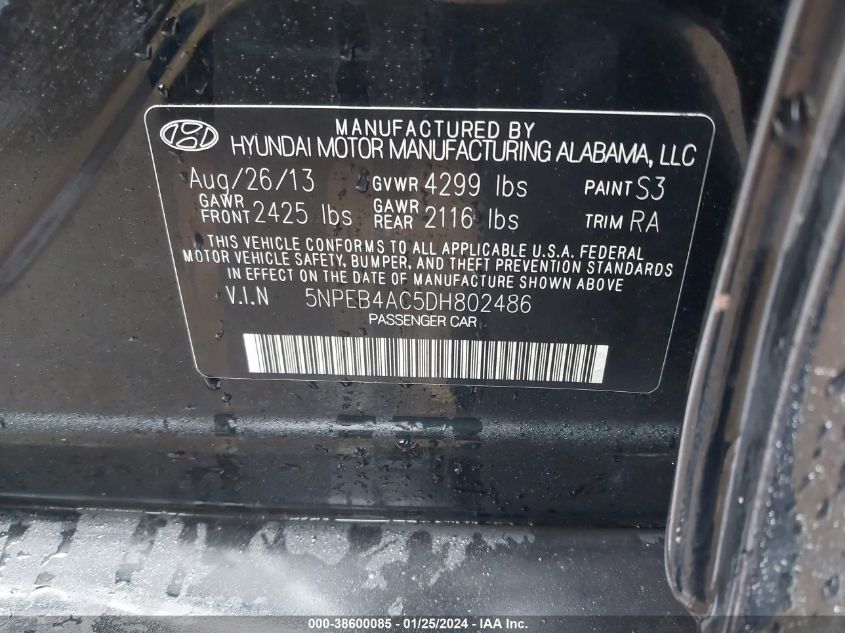 MANUFACTURED BY
HYUNDAI MOTOR MANUFACTURING ALABAMA, LLC
Aug/26/13 GVWR 4299 lbs PAINT S3
GAWR FRONT 2425 lbs GAWR REAR 2116 lbs TRIM RA
THIS VEHICLE CONFORMS TO ALL APPLICABLE U.S.A. FEDERAL
MOTOR VEHICLE SAFETY, BUMPER, AND THEFT PREVENTION STANDARDS
IN EFFECT ON THE DATE OF MANUFACTURE SHOWN ABOVE.
V.I.N 5NPEB4AC5DH802486
PASSENGER CAR
000-38600085 - 01/25/2024 - IAA Inc.